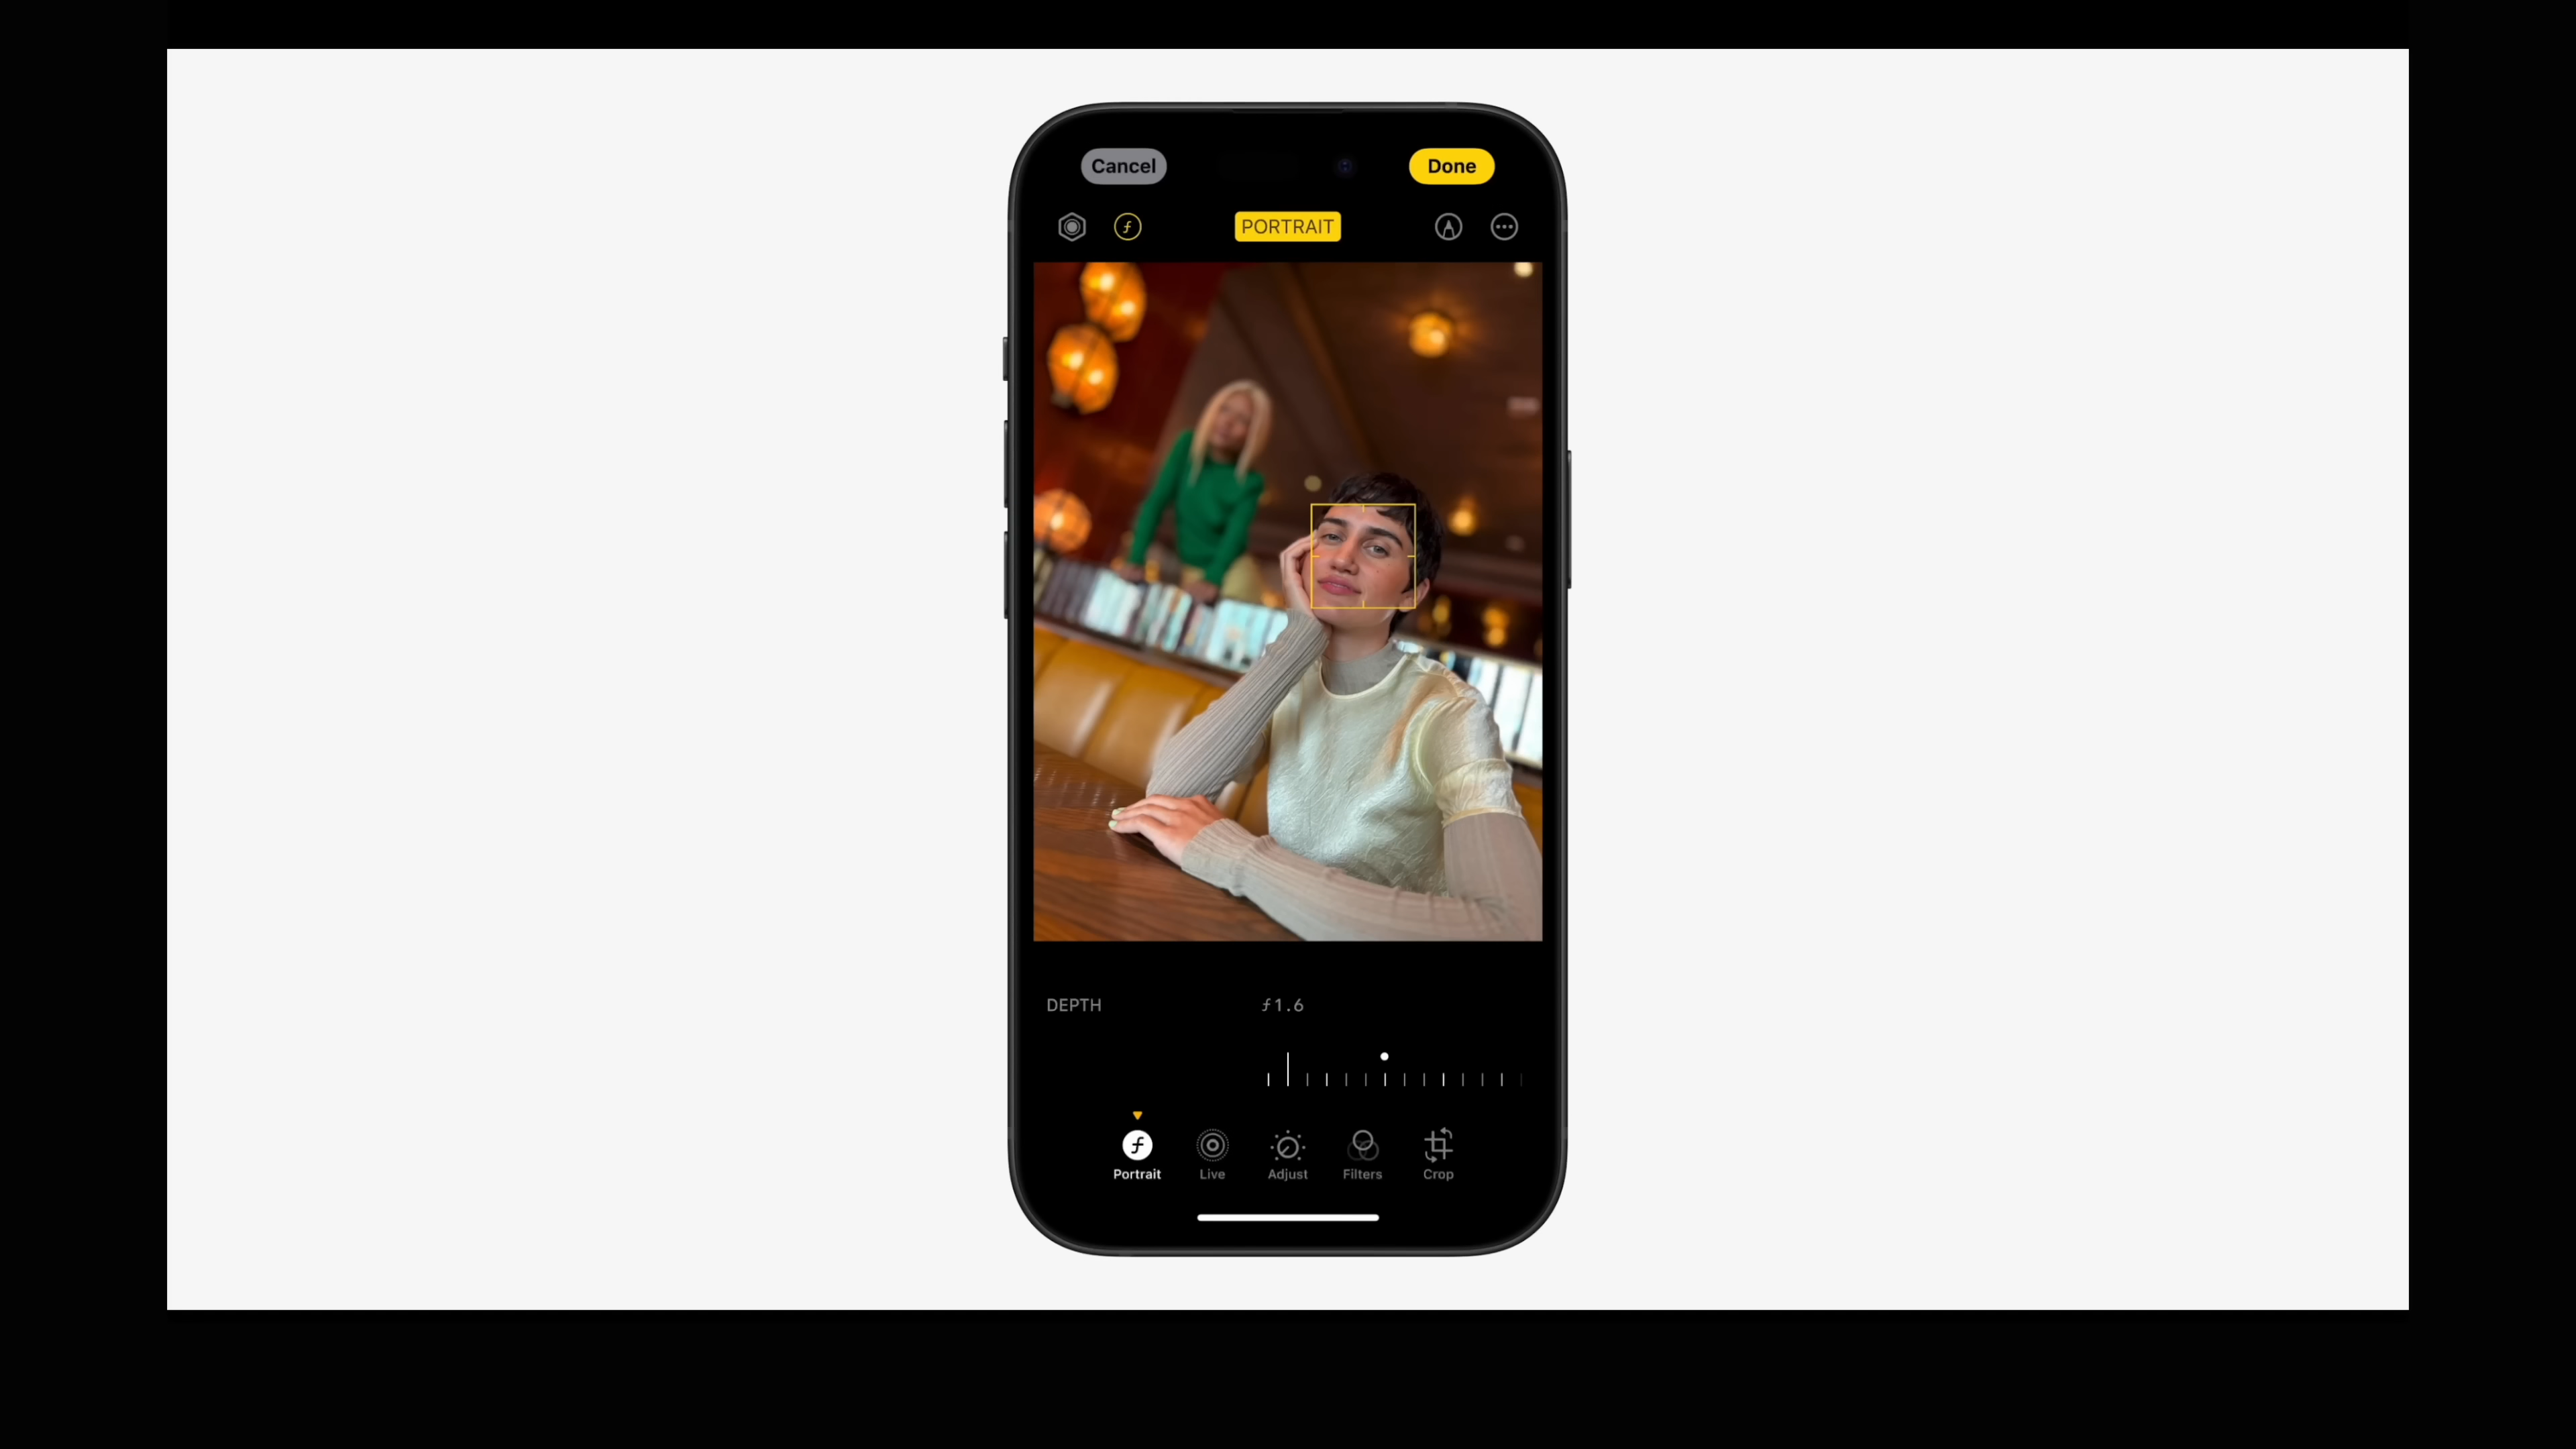 Cancel
Done
PORTRAIT
DEPTH
ƒ1.6
Portrait
Live
Adjust
Filters
Crop